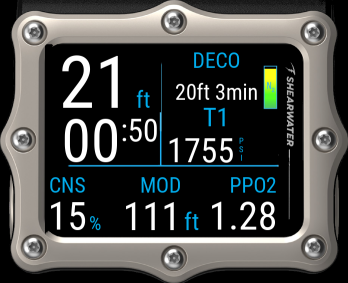 DECO
21 ft
20ft 3min
N₂
T1
00:50
1755 PSI
SHEARWATER
CNS MOD PPO2
15% 111 ft 1.28